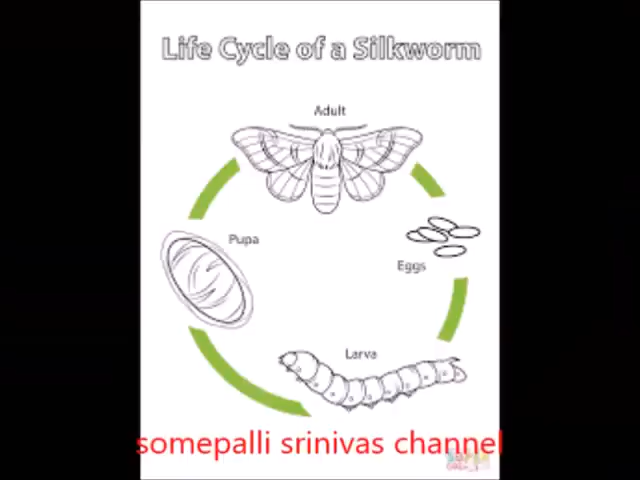 Life Cycle of a Silkworm
Adult
Pupa
Eggs
Larva
somepalli srinivas channel